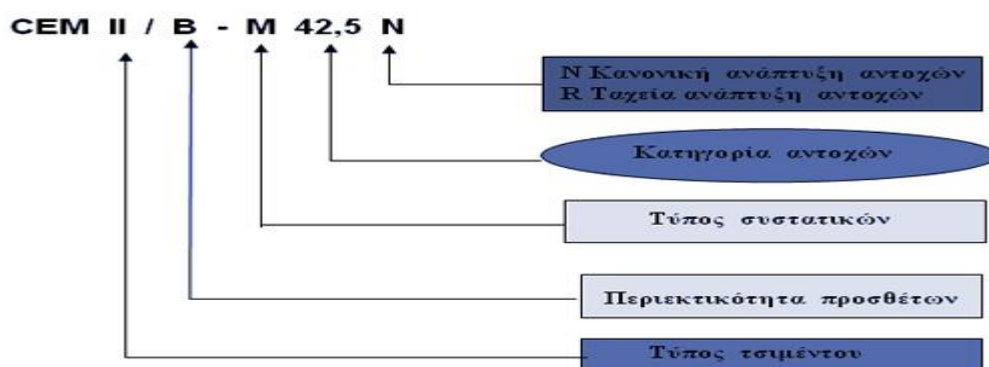 CEM II / B - M 42,5 N
N Κανονική ανάπτυξη αντοχών
R Ταχεία ανάπτυξη αντοχών
Κατηγορία αντοχών
Τύπος συστατικών
Περιεκτικότητα προσθέτων
Τύπος τσιμέντου